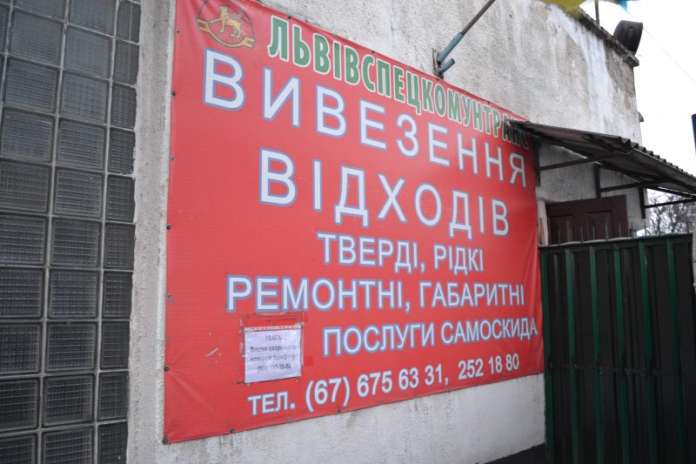 ЛЬВІВСПЕЦКОМУНТРАНС
ВИВЕЗЕННЯ
ВІДХОДІВ
ТВЕРДІ, РІДКІ
РЕМОНТНІ, ГАБАРИТНІ
ПОСЛУГИ САМОСКИДА
ТЕЛ. (67) 675 63 31, 252 18 80